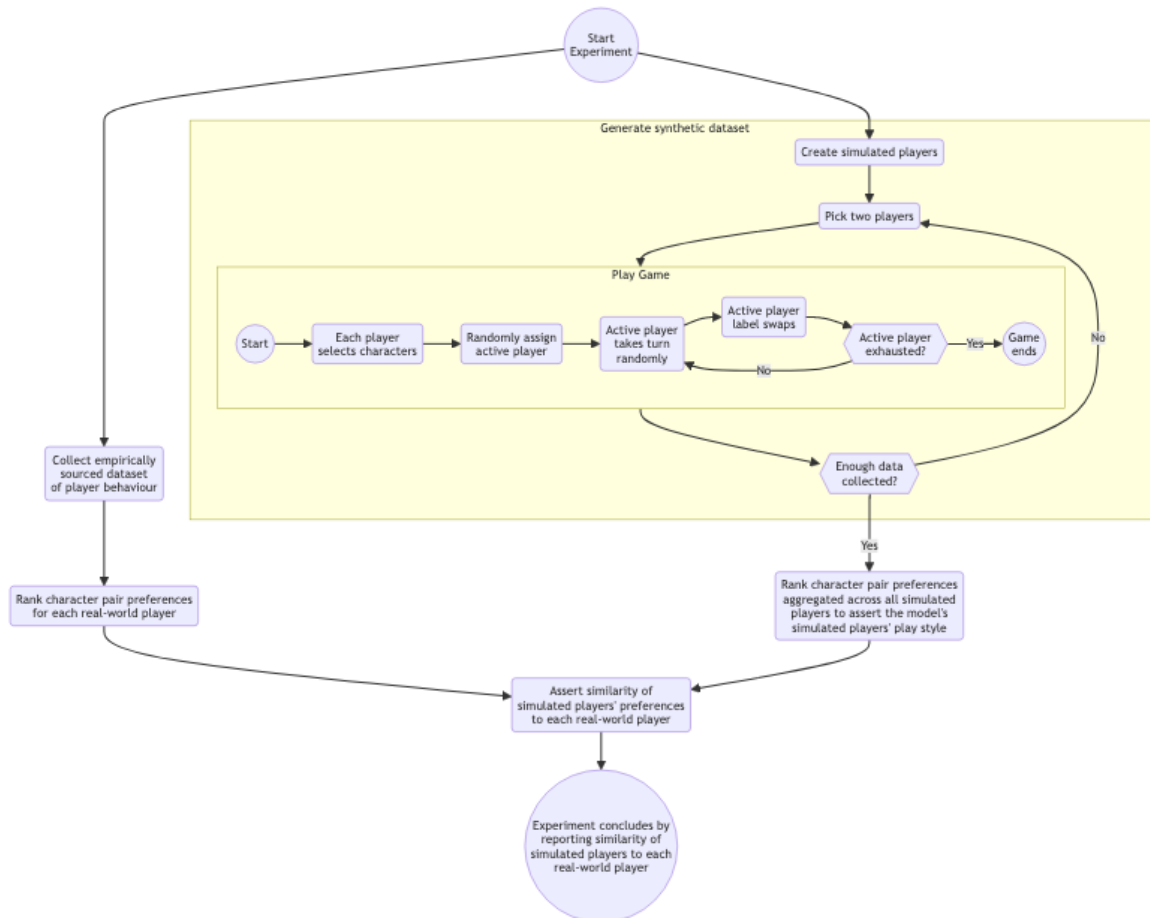 Start
Experiment
Generate synthetic dataset
Create simulated players
Pick two players
Play Game
Start
Each player
selects characters
Randomly assign
active player
Active player
takes turn
randomly
Active player
label swaps
Active player
exhausted?
Yes
Game
ends
No
No
Collect empirically
sourced dataset
of player behaviour
Enough data
collected?
Yes
Rank character pair preferences
for each real-world player
Rank character pair preferences
aggregated across all simulated
players to assert the model's
simulated players' play style
Assert similarity of
simulated players' preferences
to each real-world player
Experiment concludes by
reporting similarity of
simulated players to each
real-world player